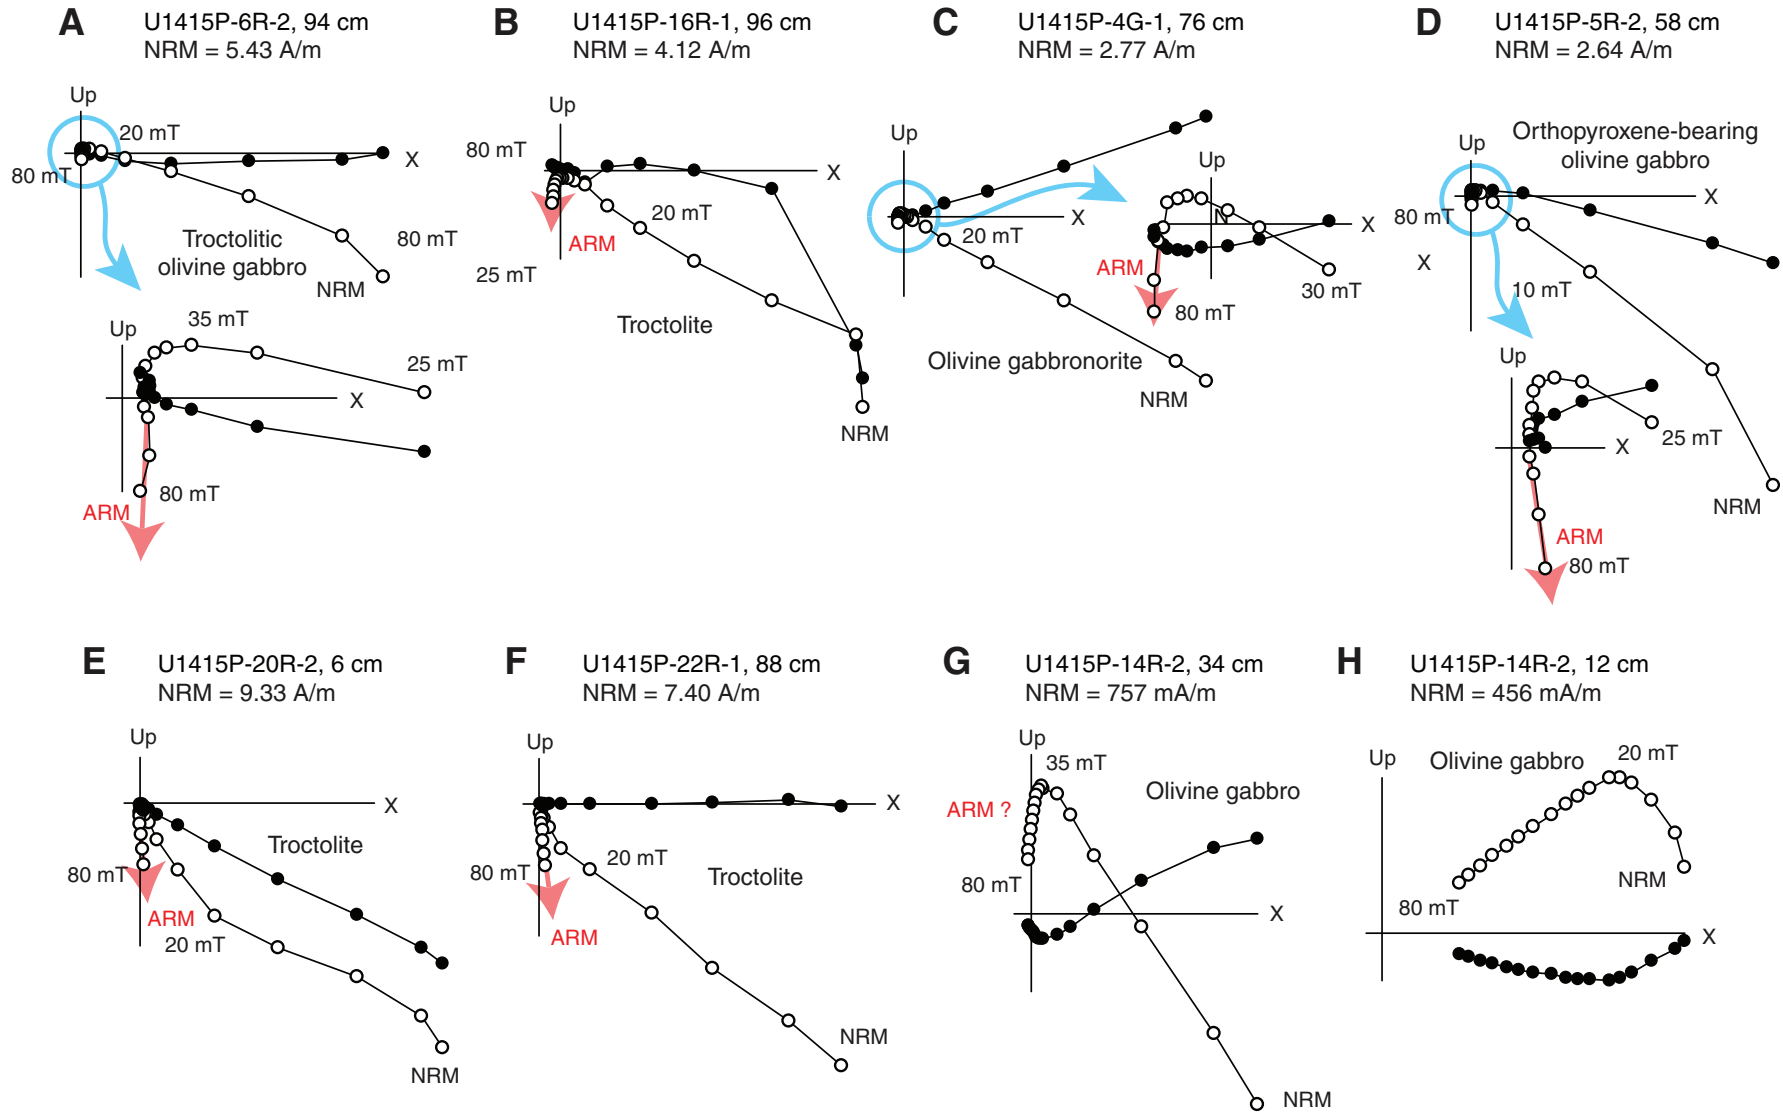 A
U1415P-6R-2, 94 cm
NRM = 5.43 A/m
Up
20 mT
X
80 mT
80 mT
Troctolitic
olivine gabbro
NRM
Up
35 mT
25 mT
X
80 mT
ARM
B
U1415P-16R-1, 96 cm
NRM = 4.12 A/m
Up
80 mT
X
20 mT
ARM
25 mT
Troctolite
NRM
C
U1415P-4G-1, 76 cm
NRM = 2.77 A/m
Up
X
20 mT
Olivine gabbronorite
NRM
Up
N
X
ARM
30 mT
80 mT
D
U1415P-5R-2, 58 cm
NRM = 2.64 A/m
Orthopyroxene-bearing
olivine gabbro
Up
X
80 mT
X
10 mT
NRM
Up
25 mT
X
ARM
80 mT
E
U1415P-20R-2, 6 cm
NRM = 9.33 A/m
Up
X
Troctolite
80 mT
ARM
20 mT
NRM
F
U1415P-22R-1, 88 cm
NRM = 7.40 A/m
Up
X
20 mT
80 mT
Troctolite
ARM
NRM
G
U1415P-14R-2, 34 cm
NRM = 757 mA/m
Up
35 mT
Olivine gabbro
ARM ?
80 mT
X
NRM
H
U1415P-14R-2, 12 cm
NRM = 456 mA/m
Up
Olivine gabbro
20 mT
NRM
80 mT
X